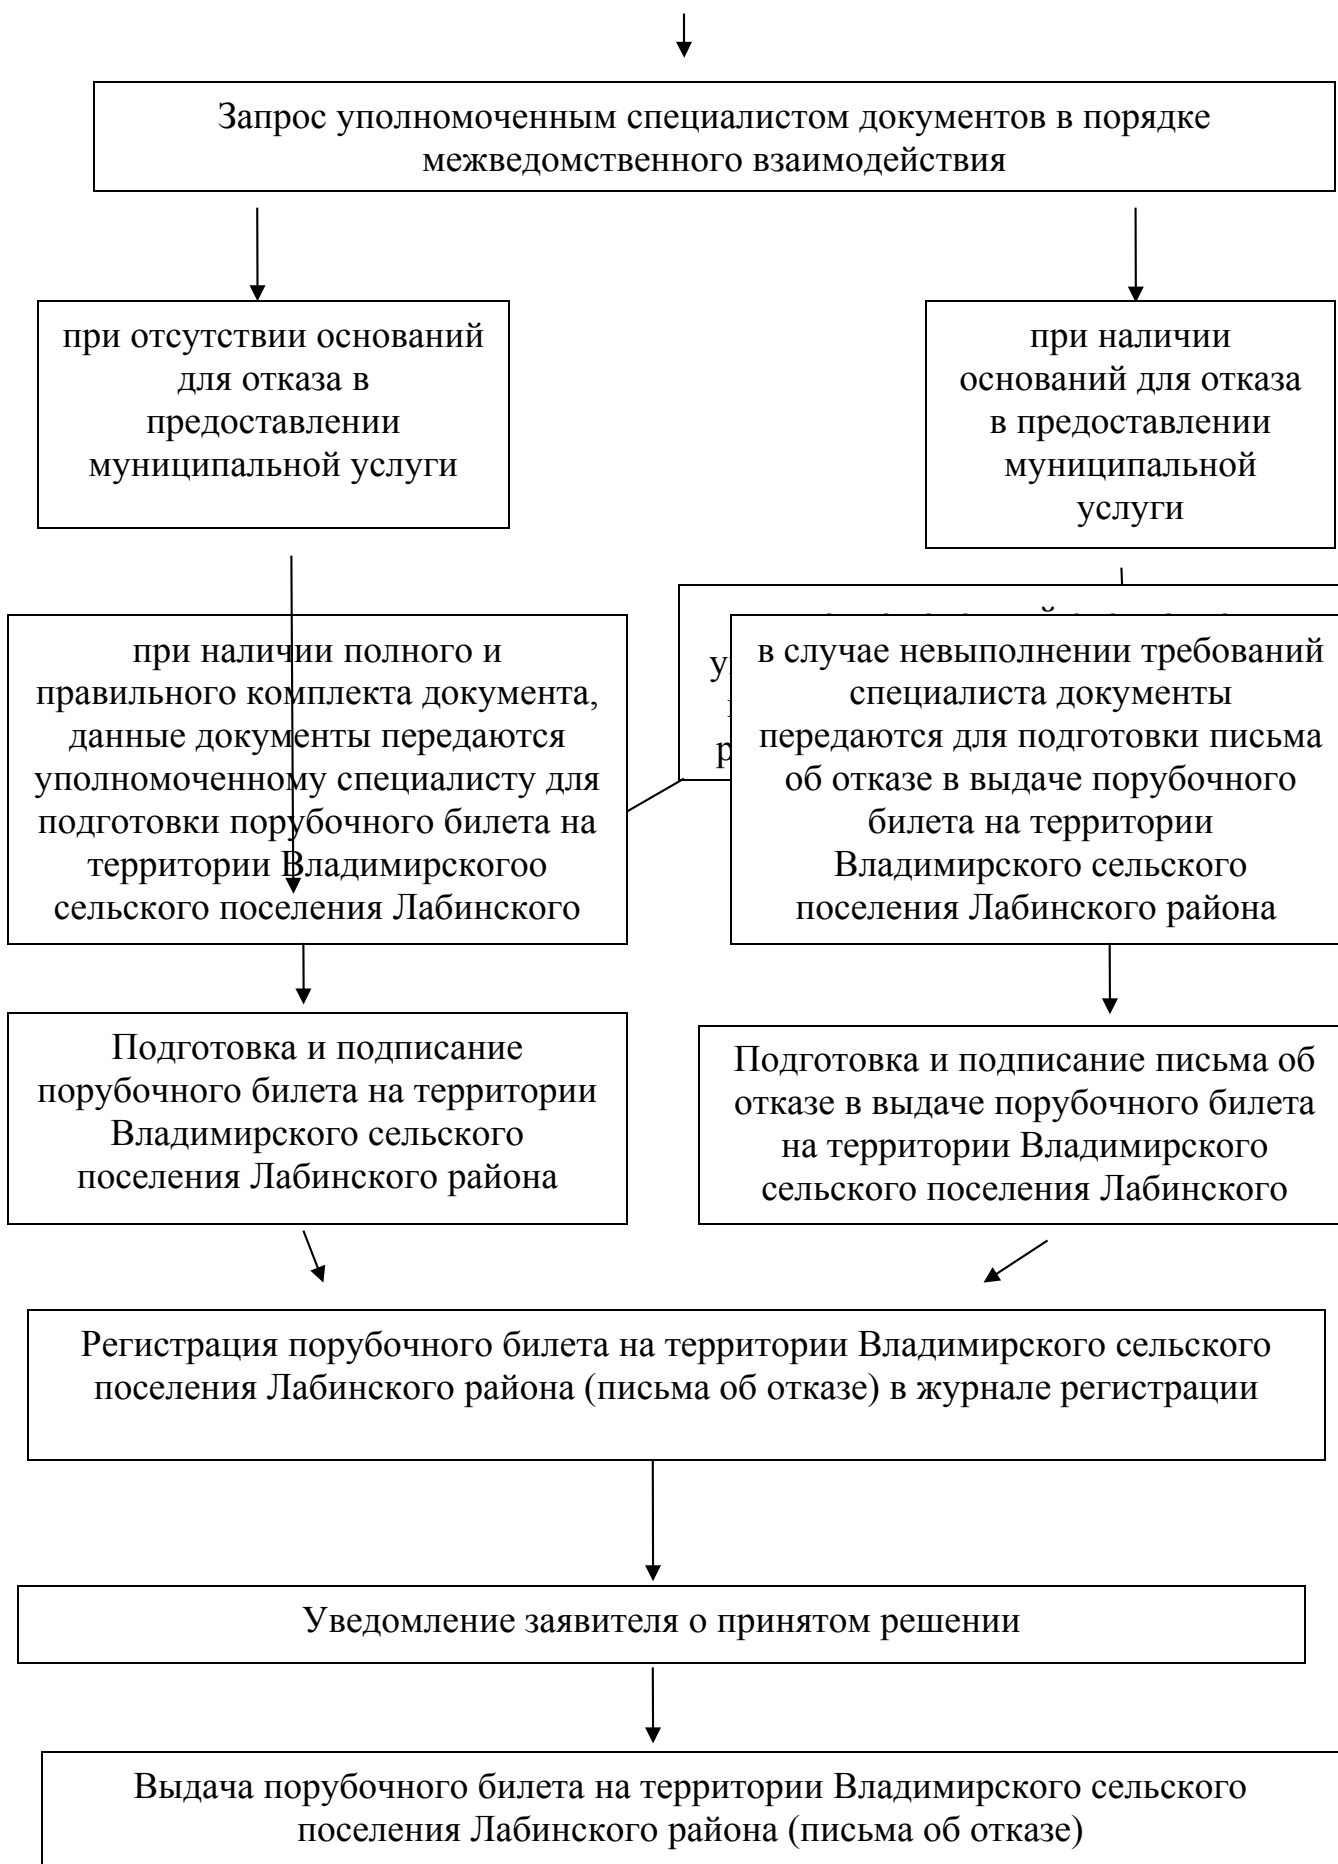 Запрос уполномоченным специалистом документов в порядке
межведомственного взаимодействия
при отсутствии оснований
для отказа в
предоставлении
муниципальной услуги
при наличии
оснований для отказа
в предоставлении
муниципальной
услуги
при наличии полного и
правильного комплекта документа,
данные документы передаются
уполномоченному специалисту для
подготовки порубочного билета на
территории Владимирскогоо
сельского поселения Лабинского
в случае невыполнении требований
специалиста документы
передаются для подготовки письма
об отказе в выдаче порубочного
билета на территории
Владимирского сельского
поселения Лабинского района
Подготовка и подписание
порубочного билета на территории
Владимирского сельского
поселения Лабинского района
Подготовка и подписание письма об
отказе в выдаче порубочного билета
на территории Владимирского
сельского поселения Лабинского
Регистрация порубочного билета на территории Владимирского сельского
поселения Лабинского района (письма об отказе) в журнале регистрации
Уведомление заявителя о принятом решении
Выдача порубочного билета на территории Владимирского сельского
поселения Лабинского района (письма об отказе)